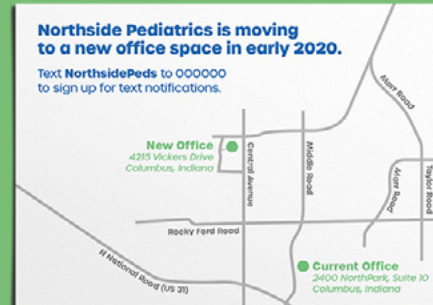 Northside Pediatrics is moving
to a new office space in early 2020.
Text NorthsidePeds to 000000
to sign up for text notifications.
Marr Road
New Office
4215 Vickers Drive
Columbus, Indiana
Central Avenue
Middle Road
Marr Road
Taylor Road
Rocky Ford Road
N National Road (US 31)
Current Office
2400 NorthPark, Suite 10
Columbus, Indiana